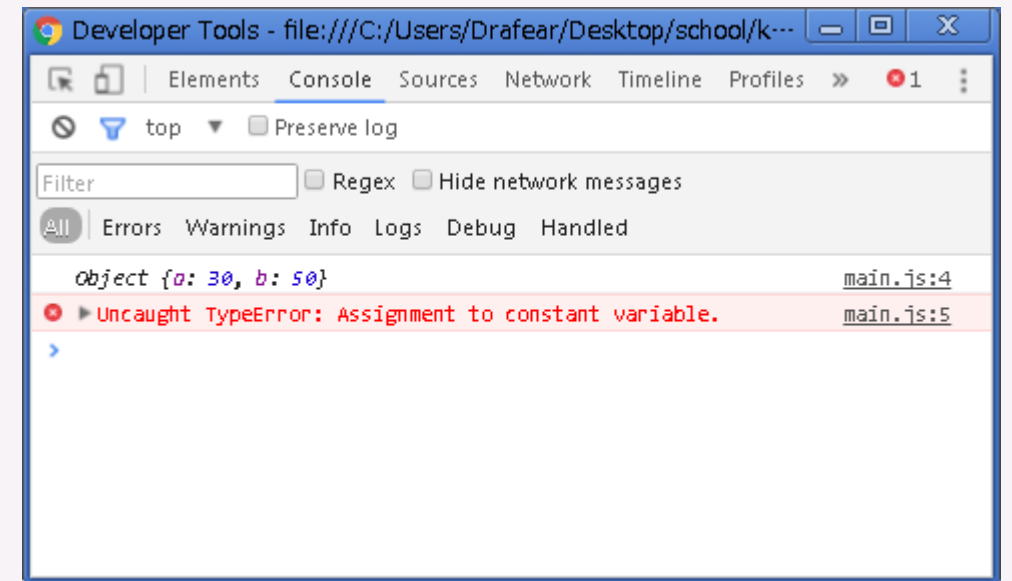 Developer Tools - file:///C:/Users/Drafear/Desktop/school/k…
Elements Console Sources Network Timeline Profiles » 1
top ▼ Preserve log
Filter Regex Hide network messages
All Errors Warnings Info Logs Debug Handled
Object {a: 30, b: 50} main.js:4
Uncaught TypeError: Assignment to constant variable. main.js:5